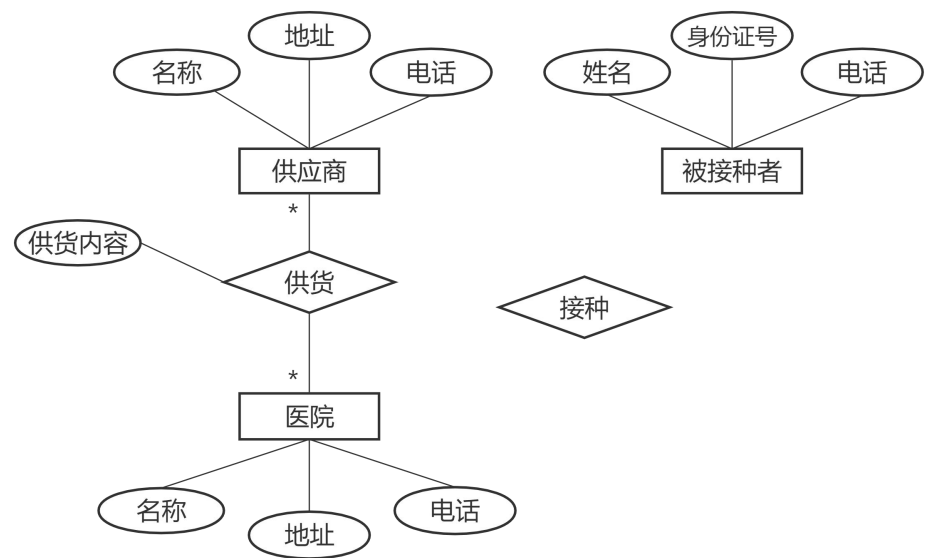 地址
身份证号
名称
电话
姓名
电话
供应商
被接种者
*
供货内容
供货
接种
*
医院
名称
地址
电话